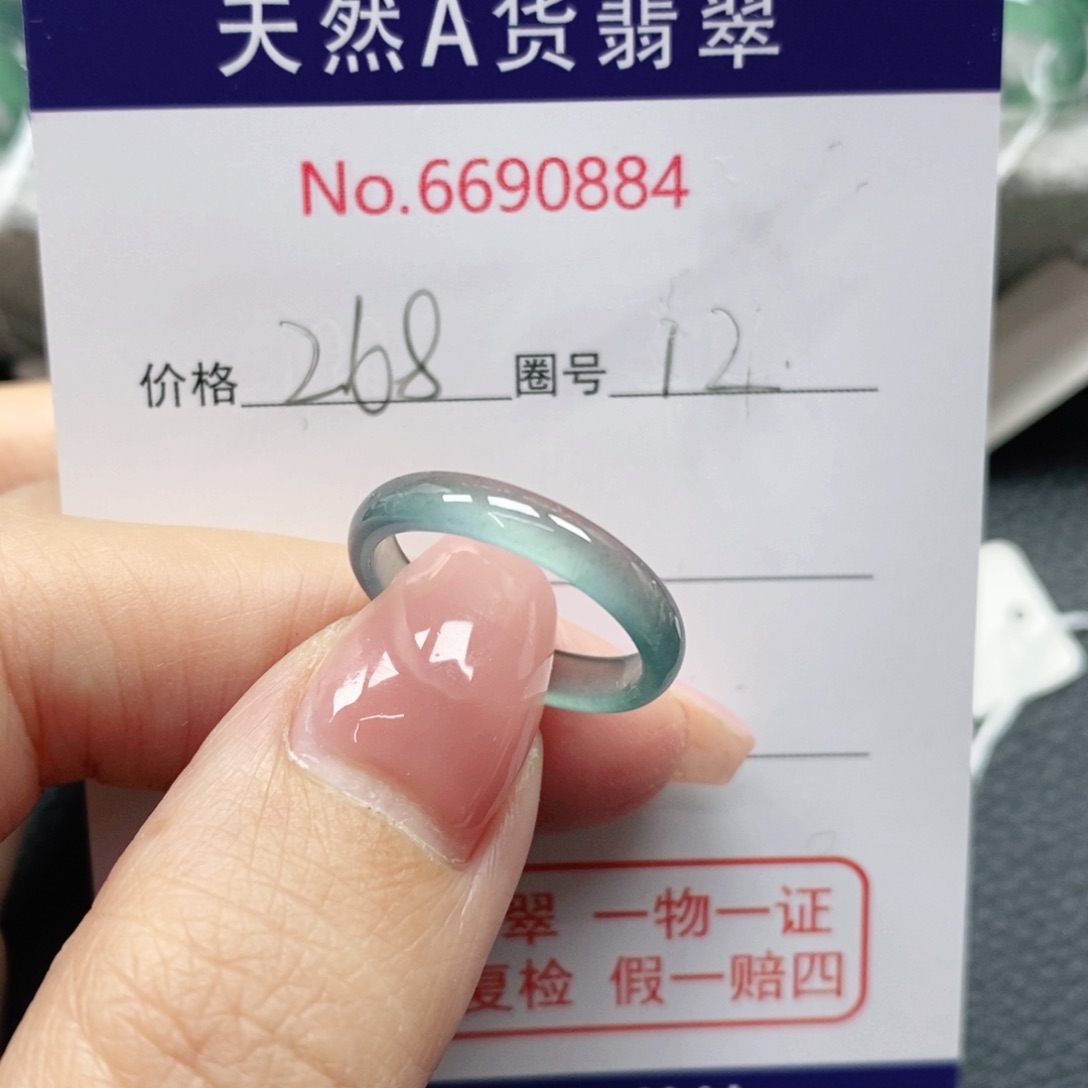 天然A货翡翠
No.6690884
价格 268 圈号 12
翠 一物一证
复检 假一赔四